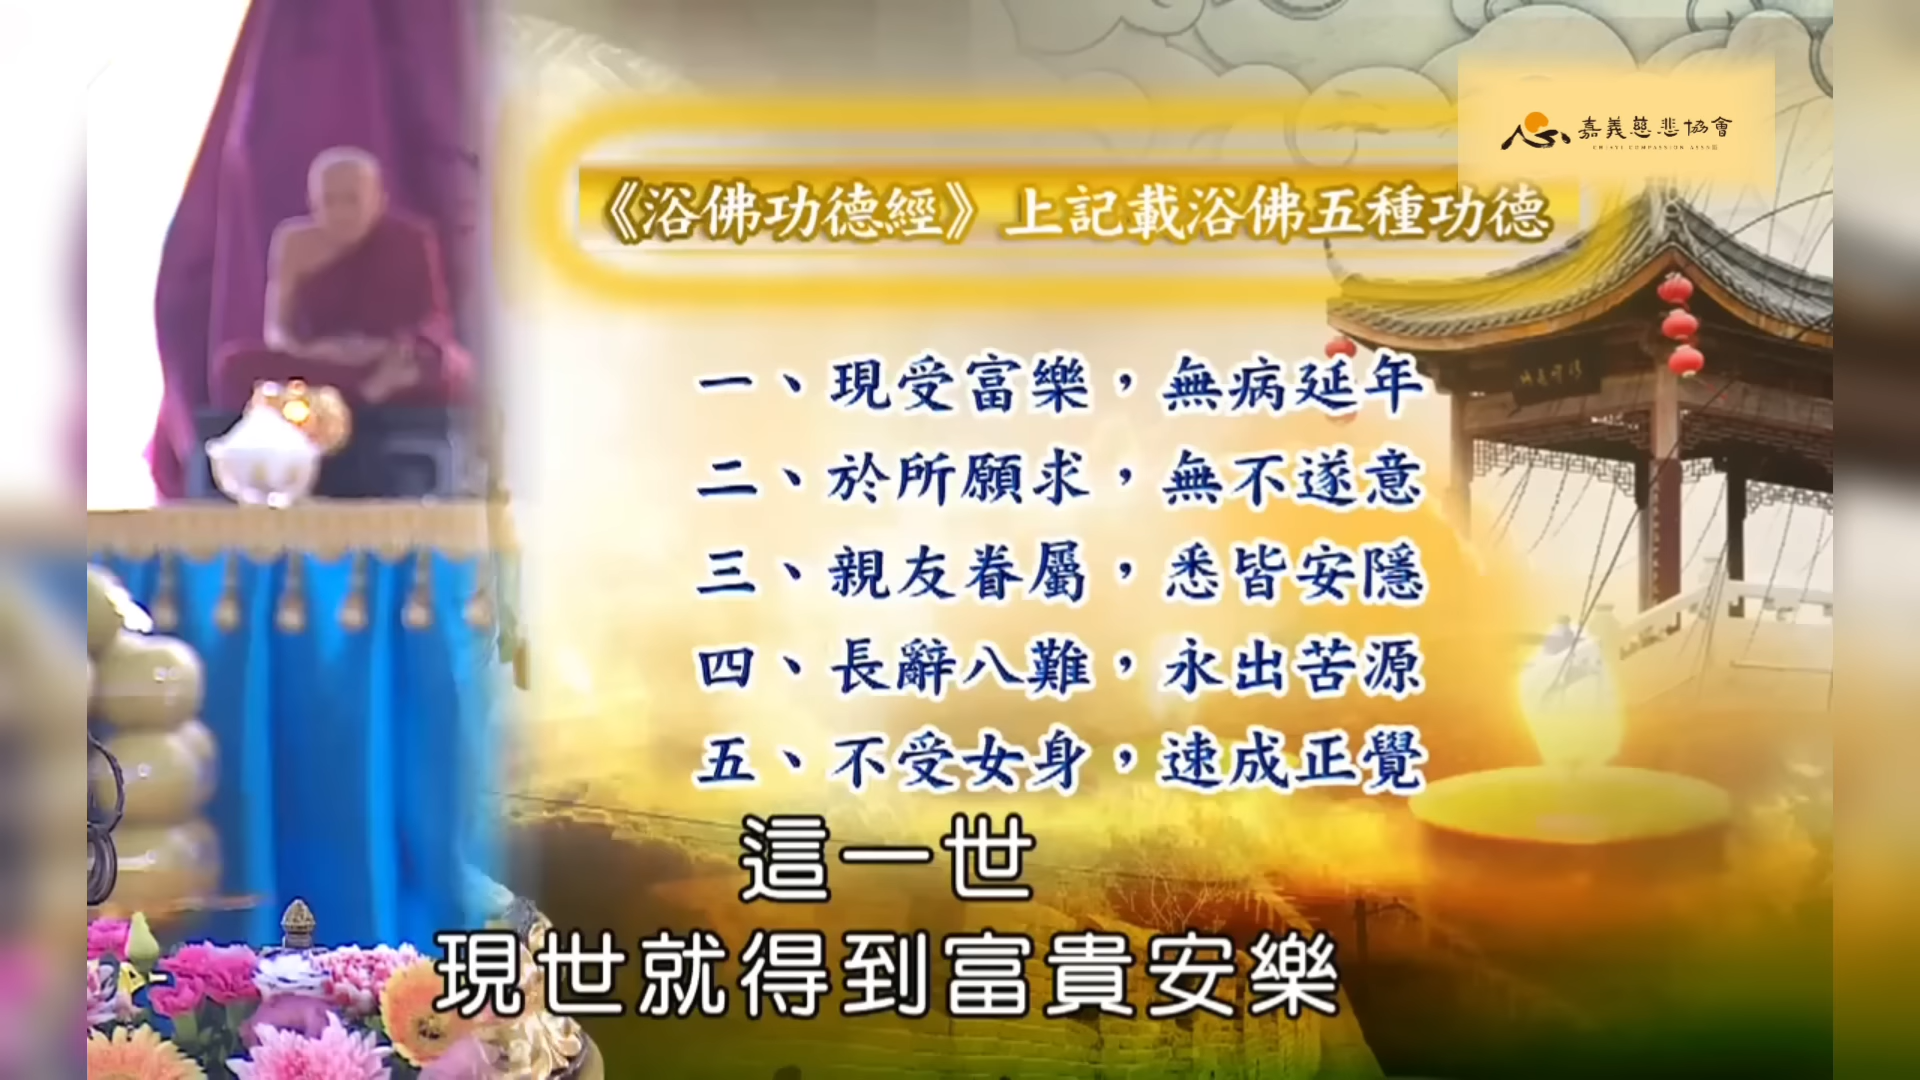 嘉義慈悲協會
CHIAYI COMPASSION ASSN
《浴佛功德經》上記載浴佛五種功德
一、現受富樂，無病延年
二、於所願求，無不遂意
三、親友眷屬，悉皆安隱
四、長辭八難，永出苦源
五、不受女身，速成正覺
這一世
現世就得到富貴安樂